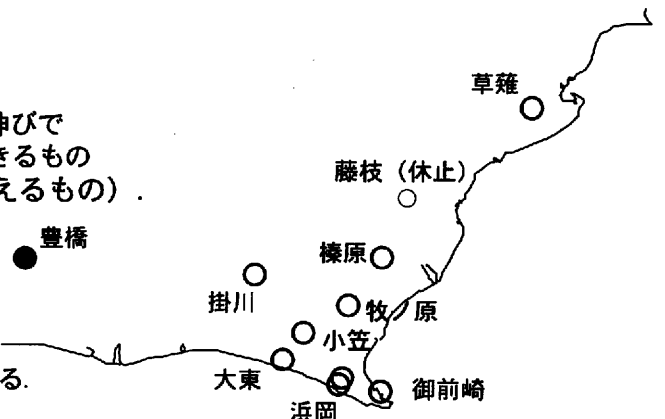 草薙
伸びで
きるもの
えるもの）.
藤枝（休止）
豊橋
榛原
掛川
牧ノ原
小笠
大東
る.
御前崎
浜岡